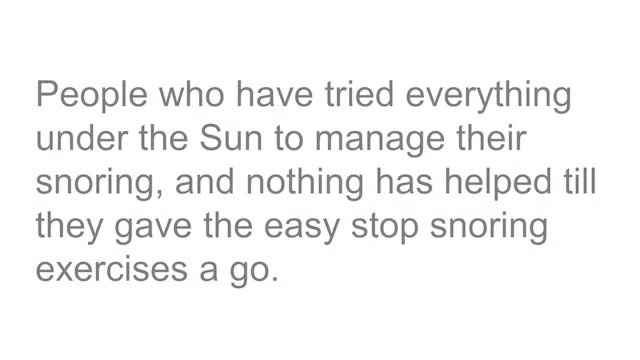 People who have tried everything
under the Sun to manage their
snoring, and nothing has helped till
they gave the easy stop snoring
exercises a go.